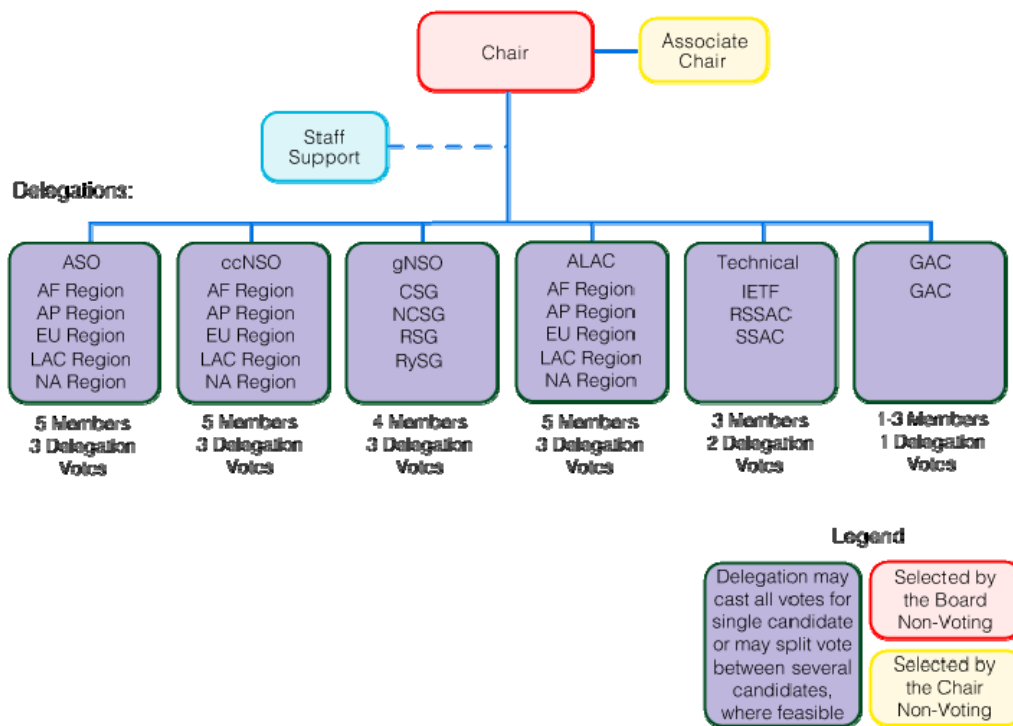 Chair
Associate
Chair
Staff
Support
Delegations:
ASO
AF Region
AP Region
EU Region
LAC Region
NA Region
5 Members
3 Delegation
Votes
ccNSO
AF Region
AP Region
EU Region
LAC Region
NA Region
5 Members
3 Delegation
Votes
gNSO
CSG
NCSG
RSG
RySG
4 Members
3 Delegation
Votes
ALAC
AF Region
AP Region
EU Region
LAC Region
NA Region
5 Members
3 Delegation
Votes
Technical
IETF
RSSAC
SSAC
3 Members
2 Delegation
Votes
GAC
GAC
1-3 Members
1 Delegation
Votes
Legend
Delegation may
cast all votes for
single candidate
or may split vote
between several
candidates,
where feasible
Selected by
the Board
Non-Voting
Selected by
the Chair
Non-Voting